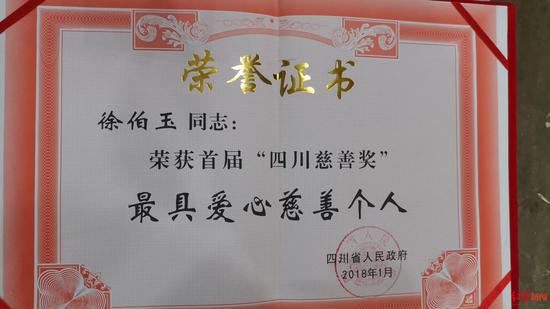 荣誉证书
徐伯玉 同志：
荣获首届“四川慈善奖”
最具爱心慈善个人
四川省人民政府
2018年1月